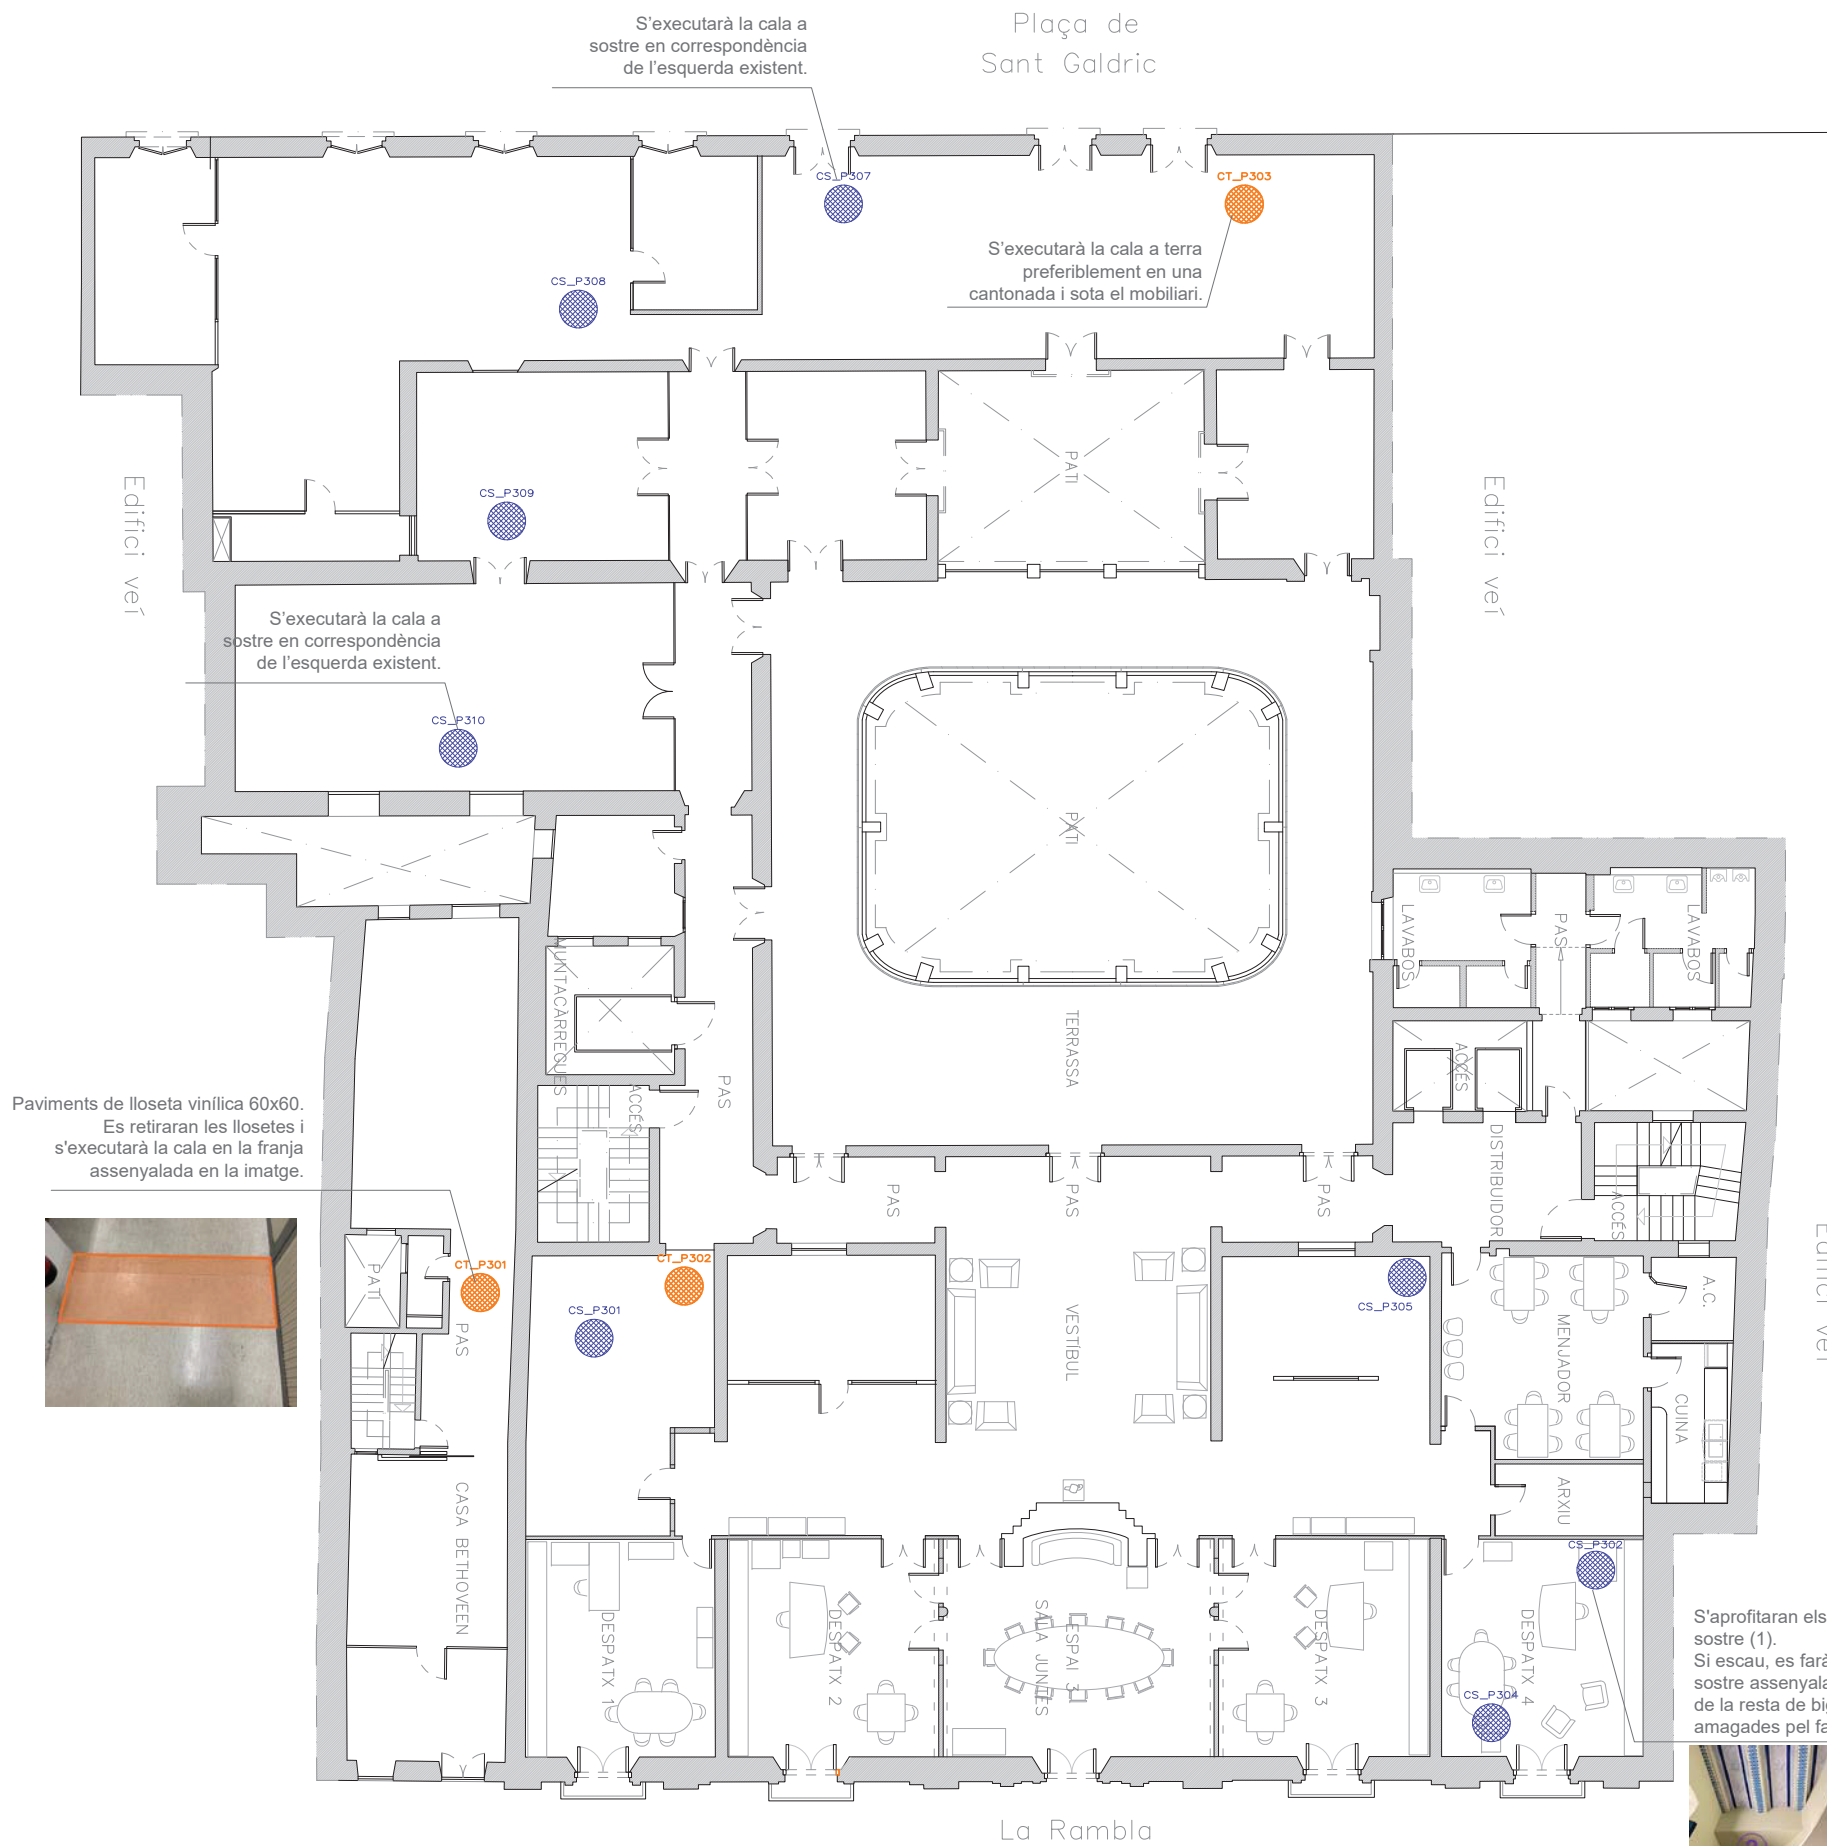 S'executarà la cala a
sostre en correspondència
de l'esquerda existent.
Plaça de
Sant Galdric
CS_P307
CT_P303
S'executarà la cala a terra
preferiblement en una
cantonada i sota el mobiliari.
CS_P308
PATI
Edifici veí
CS_P309
Edifici veí
S'executarà la cala a
sostre en correspondència
de l'esquerda existent.
CS_P310
PATI
LAVABOS
PAS
LAVABOS
MUNTACÀRREGUES
TERRASSA
ACCÉS
PAS
ACCÉS
Paviments de lloseta vinílica 60x60.
Es retiraran les llosetes i
s'executarà la cala en la franja
assenyalada en la imatge.
DISTRIBUIDOR
PAS
PAS
PAS
ACCÉS
Edifici veí
PATI
CT_P301
PAS
CT_P302
CS_P301
VESTÍBUL
CS_P305
MENJADOR
A.C.
CUINA
ARXIU
CASA BETHOVEEN
CS_P302
DESPATX 1
DESPATX 2
SALA JUNTES
ESPAI 3
DESPATX 3
DESPATX 4
CS_P304
S'aprofitaran els
sostre (1).
Si escau, es farà
sostre assenyala
de la resta de big
amagades pel fa
La Rambla